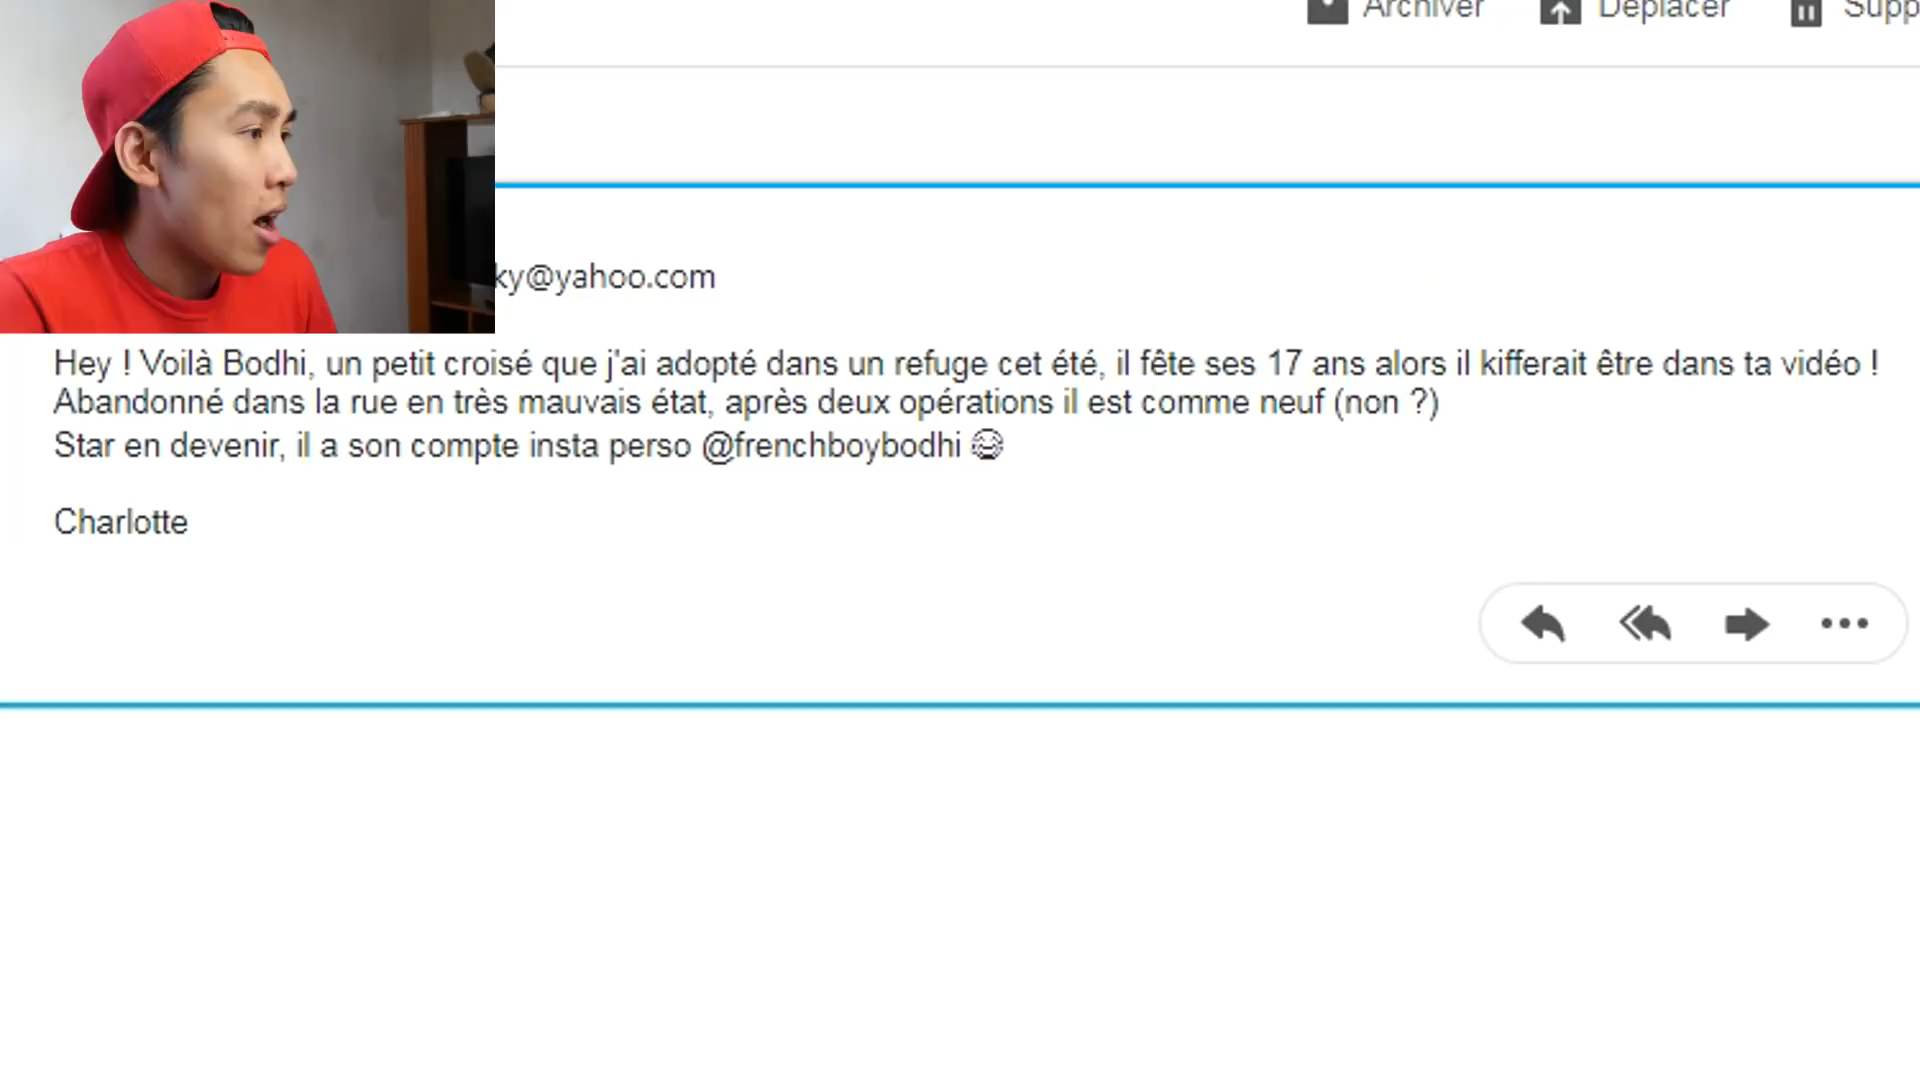 Archiver Déplacer Supp
ky@yahoo.com
Hey ! Voilà Bodhi, un petit croisé que j'ai adopté dans un refuge cet été, il fête ses 17 ans alors il kifferait être dans ta vidéo !
Abandonné dans la rue en très mauvais état, après deux opérations il est comme neuf (non ?)
Star en devenir, il a son compte insta perso @frenchboybodhi 😂
Charlotte